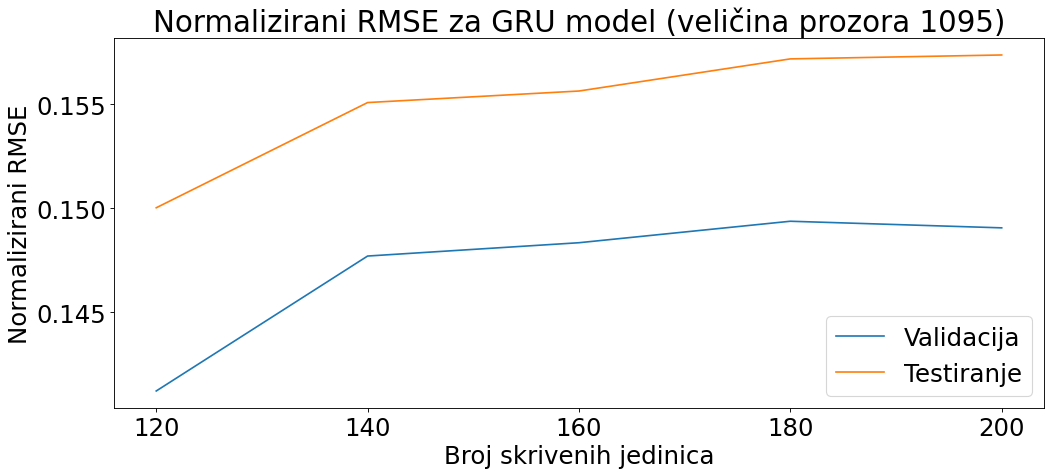 Normalizirani RMSE za GRU model (veličina prozora 1095)
Normalizirani RMSE
0.155
0.150
0.145
120 140 160 180 200
Broj skrivenih jedinica
Validacija
Testiranje